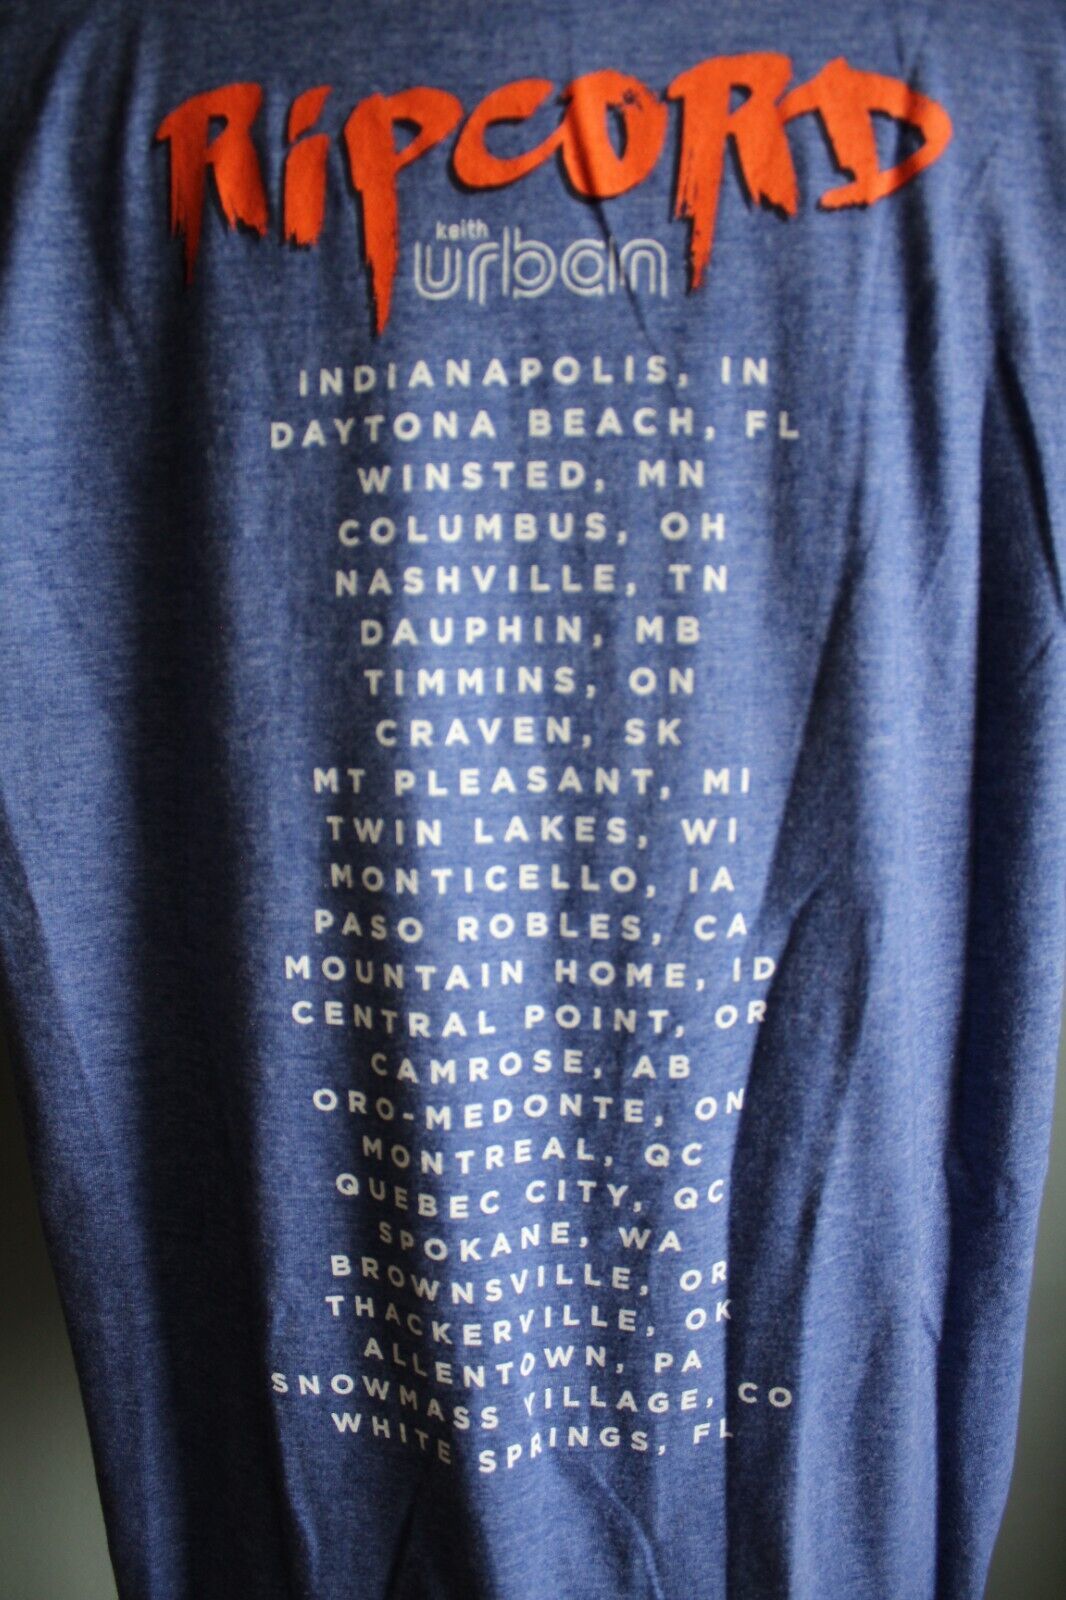 RiPCORD
keith
urban
INDIANAPOLIS, IN
DAYTONA BEACH, FL
WINSTED, MN
COLUMBUS, OH
NASHVILLE, TN
DAUPHIN, MB
TIMMINS, ON
CRAVEN, SK
MT PLEASANT, MI
TWIN LAKES, WI
MONTICELLO, IA
PASO ROBLES, CA
MOUNTAIN HOME, ID
CENTRAL POINT, OR
CAMROSE, AB
ORO-MEDONTE, ON
MONTREAL, QC
QUEBEC CITY, QC
SPOKANE, WA
BROWNSVILLE, OR
THACKERVILLE, OK
ALLENTOWN, PA
SNOWMASS VILLAGE, CO
WHITE SPRINGS, FL